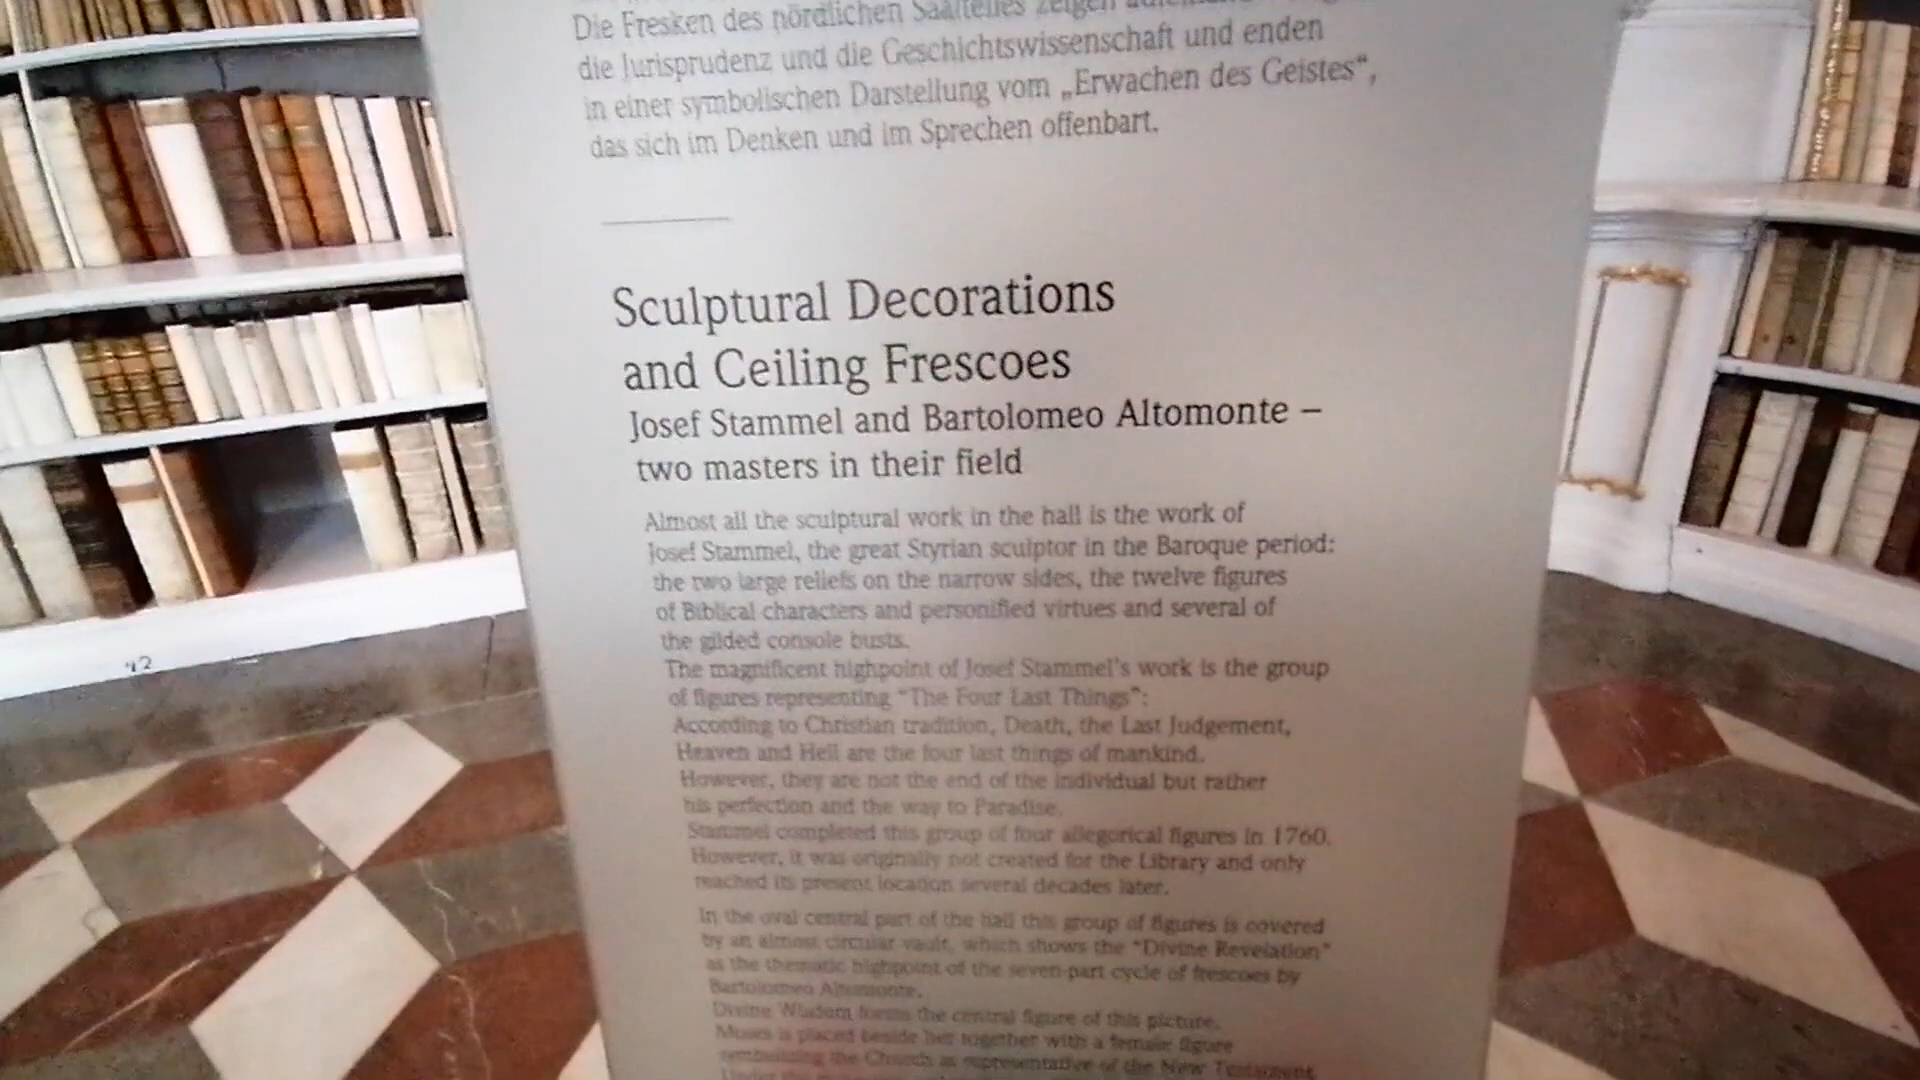 Die Fresken des nördlichen Saalteiles zeigen
die Jurisprudenz und die Geschichtswissenschaft und enden
in einer symbolischen Darstellung vom „Erwachen des Geistes“,
das sich im Denken und im Sprechen offenbart.
Sculptural Decorations
and Ceiling Frescoes
Josef Stammel and Bartolomeo Altomonte –
two masters in their field
Almost all the sculptural work in the hall is the work of
Josef Stammel, the great Styrian sculptor in the Baroque period:
the two large reliefs on the narrow sides, the twelve figures
of Biblical characters and personified virtues and several of
the gilded console busts.
The magnificent highpoint of Josef Stammel's work is the group
of figures representing "The Four Last Things":
According to Christian tradition, Death, the Last Judgement,
Heaven and Hell are the four last things of mankind.
However, they are not the end of the individual but rather
his perfection and the way to Paradise.
Stammel completed this group of four allegorical figures in 1760.
However, it was originally not created for the Library and only
reached its present location several decades later.
In the oval central part of the hall this group of figures is covered
by an almost circular vault, which shows the "Divine Revelation"
as the thematic highpoint of the seven-part cycle of frescoes by
Bartolomeo Altomonte.
Divine Wisdom forms the central figure of this picture.
Moses is placed beside her together with a female figure
symbolising the Church as representative of the New Testament.
42